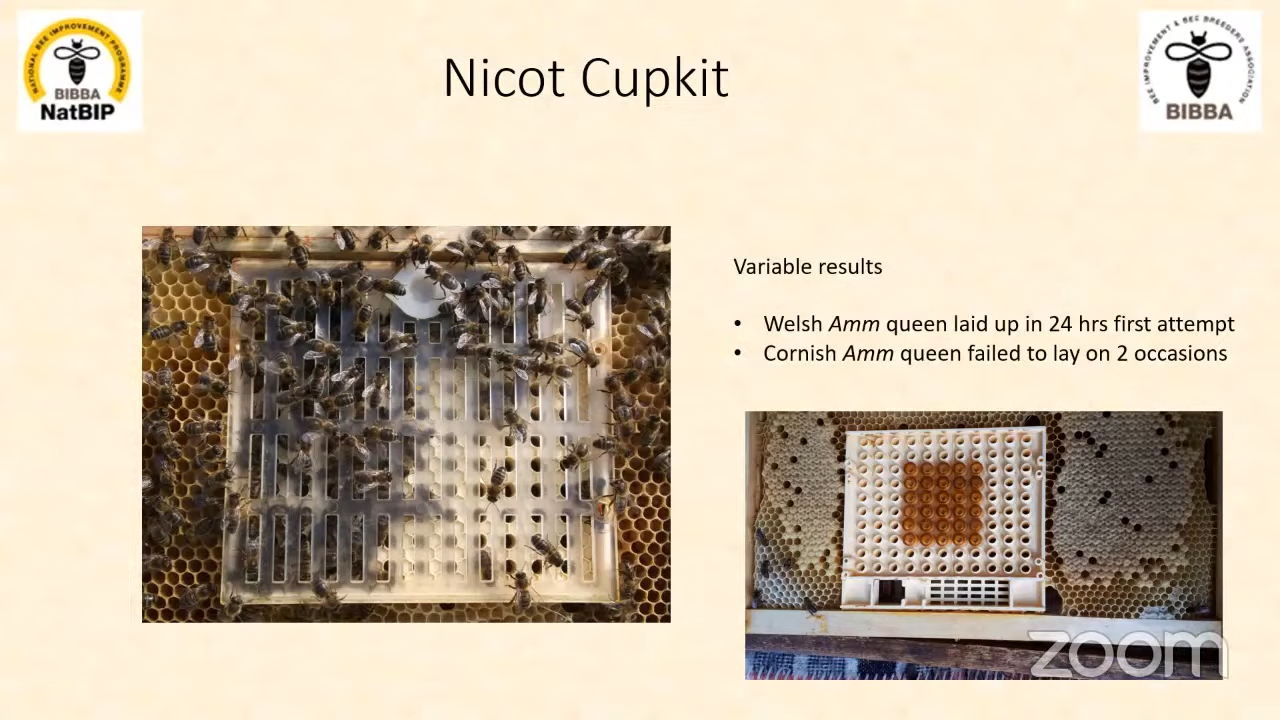 NATIONAL BEE IMPROVEMENT PROGRAMME
BIBBA
NatBIP
Nicot Cupkit
BEE IMPROVEMENT & BEE BREEDERS ASSOCIATION
BIBBA
Variable results
• Welsh Amm queen laid up in 24 hrs first attempt
• Cornish Amm queen failed to lay on 2 occasions
zoom